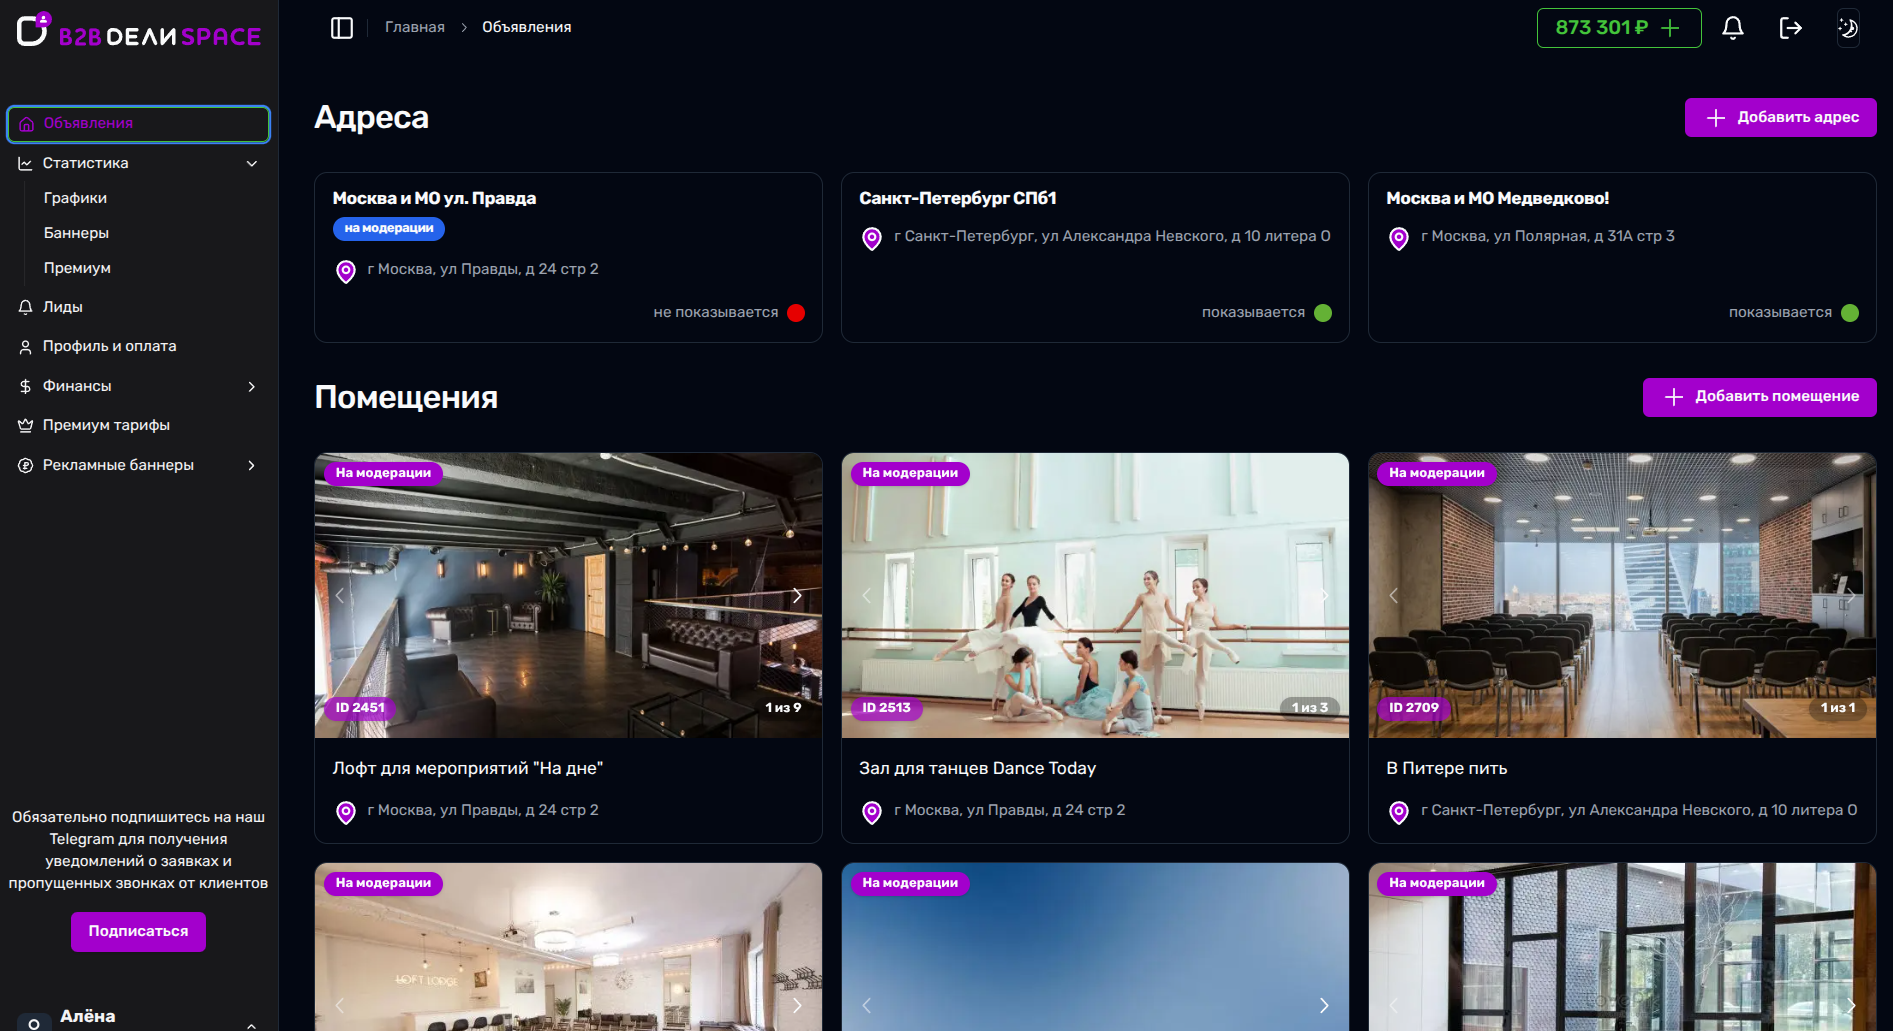 B2B DEЛИ SPACE
Главная
Объявления
873 301 ₽
Объявления
Статистика
Графики
Баннеры
Премиум
Лиды
Профиль и оплата
Финансы
Премиум тарифы
Рекламные баннеры
Обязательно подпишитесь на наш
Telegram для получения
уведомлений о заявках и
пропущенных звонках от клиентов
Подписаться
Алёна
Адреса
Добавить адрес
Москва и МО ул. Правда
на модерации
г Москва, ул Правды, д 24 стр 2
не показывается
Санкт-Петербург СПб1
г Санкт-Петербург, ул Александра Невского, д 10 литера О
показывается
Москва и МО Медведково!
г Москва, ул Полярная, д 31А стр 3
показывается
Помещения
Добавить помещение
На модерации
ID 2451
1 из 9
Лофт для мероприятий "На дне"
г Москва, ул Правды, д 24 стр 2
На модерации
ID 2513
1 из 3
Зал для танцев Dance Today
г Москва, ул Правды, д 24 стр 2
На модерации
ID 2709
1 из 1
В Питере пить
г Санкт-Петербург, ул Александра Невского, д 10 литера О
На модерации
LOFT LODGE
На модерации
На модерации